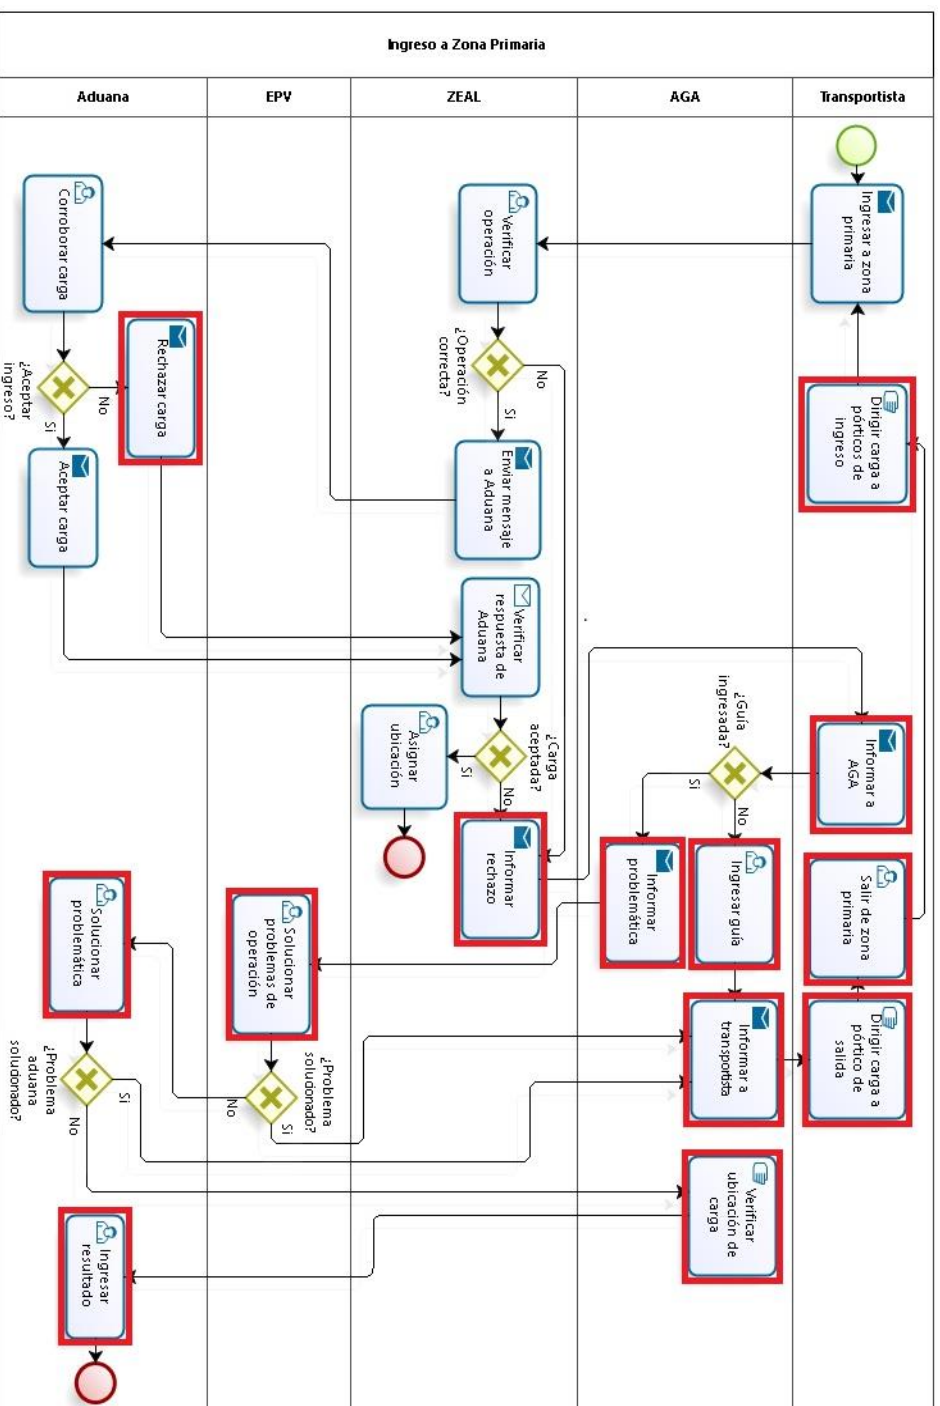 Ingreso a Zona Primaria
Aduana
EPV
ZEAL
AGA
Transportista
Ingresar a zona
primaria
Verificar
operación
Corroborar carga
¿Operación
correcta?
No
Si
¿Aceptar
ingreso?
No
Si
Rechazar carga
Aceptar carga
Enviar mensaje
a Aduana
Dirigir carga a
pórticos de
ingreso
Verificar
respuesta de
Aduana
¿Carga
aceptada?
Si
No
Asignar
ubicación
Informar
rechazo
Informar a
AGA
¿Guía
ingresada?
Si
No
Informar
problemática
Ingresar guía
Salir de zona
primaria
Solucionar
problemática
Solucionar
problemas de
operación
Informar a
transportista
Dirigir carga a
pórtico de
salida
¿Problema
solucionado?
No
Si
¿Problema
aduana
solucionado?
Si
No
Verificar
ubicación de
carga
Ingresar
resultado